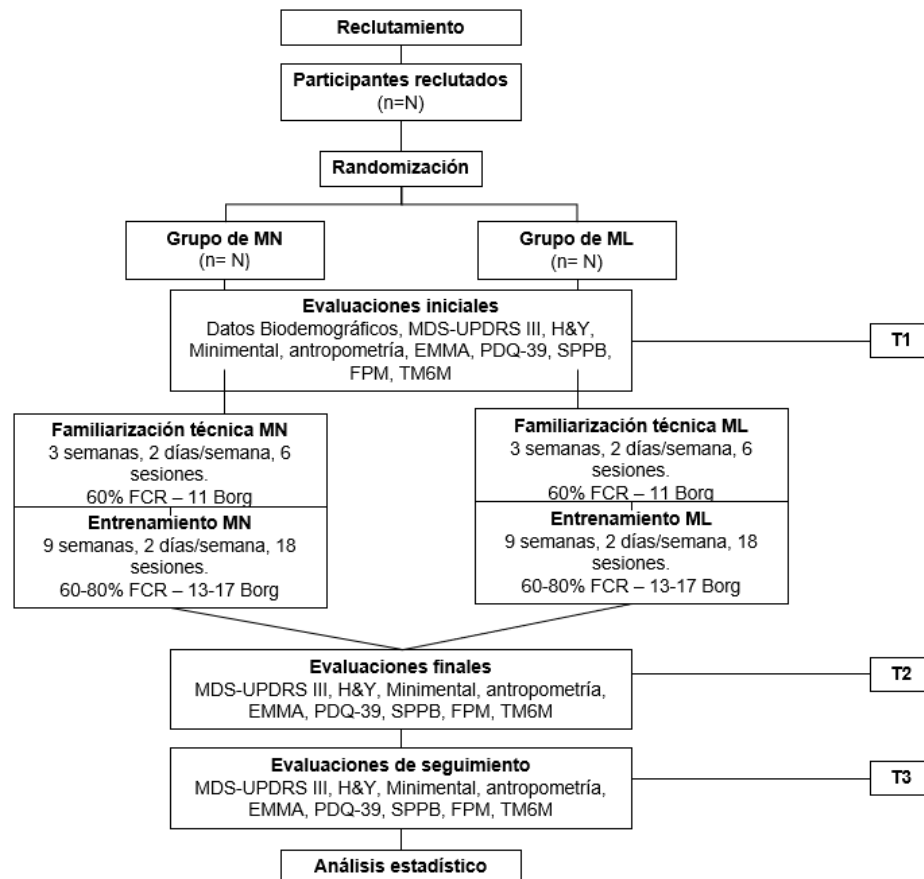 Reclutamiento
Participantes reclutados
(n=N)
Randomización
Grupo de MN
(n= N)
Grupo de ML
(n= N)
Evaluaciones iniciales
Datos Biodemográficos, MDS-UPDRS III, H&Y,
Minimental, antropometría, EMMA, PDQ-39, SPPB,
FPM, TM6M
T1
Familiarización técnica MN
3 semanas, 2 días/semana, 6
sesiones.
60% FCR – 11 Borg
Familiarización técnica ML
3 semanas, 2 días/semana, 6
sesiones.
60% FCR – 11 Borg
Entrenamiento MN
9 semanas, 2 días/semana, 18
sesiones.
60-80% FCR – 13-17 Borg
Entrenamiento ML
9 semanas, 2 días/semana, 18
sesiones.
60-80% FCR – 13-17 Borg
Evaluaciones finales
MDS-UPDRS III, H&Y, Minimental, antropometría,
EMMA, PDQ-39, SPPB, FPM, TM6M
T2
Evaluaciones de seguimiento
MDS-UPDRS III, H&Y, Minimental, antropometría,
EMMA, PDQ-39, SPPB, FPM, TM6M
T3
Análisis estadístico